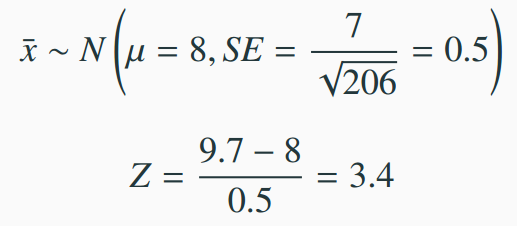 x̄ ~ N(μ = 8, SE = 7/√206 = 0.5)
Z = (9.7 − 8)/0.5 = 3.4